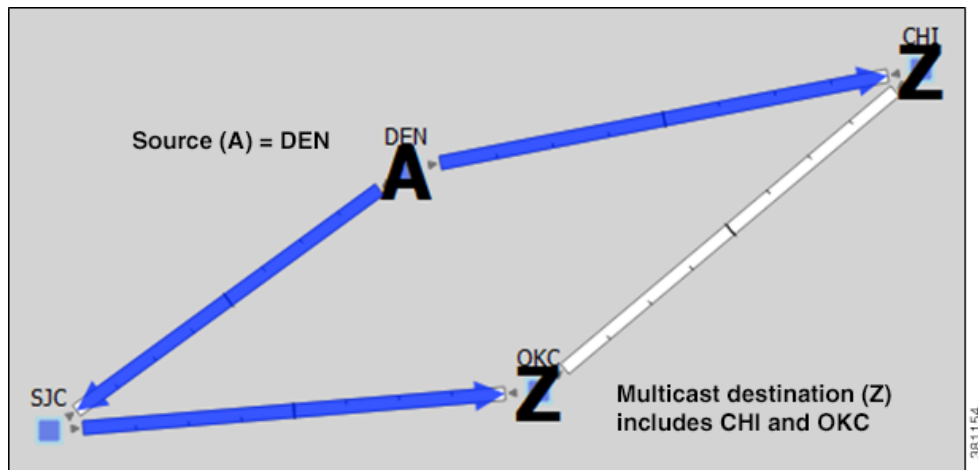 CHI
Z
Source (A) = DEN
DEN
A
SJC
OKC
Z
Multicast destination (Z)
includes CHI and OKC
381154